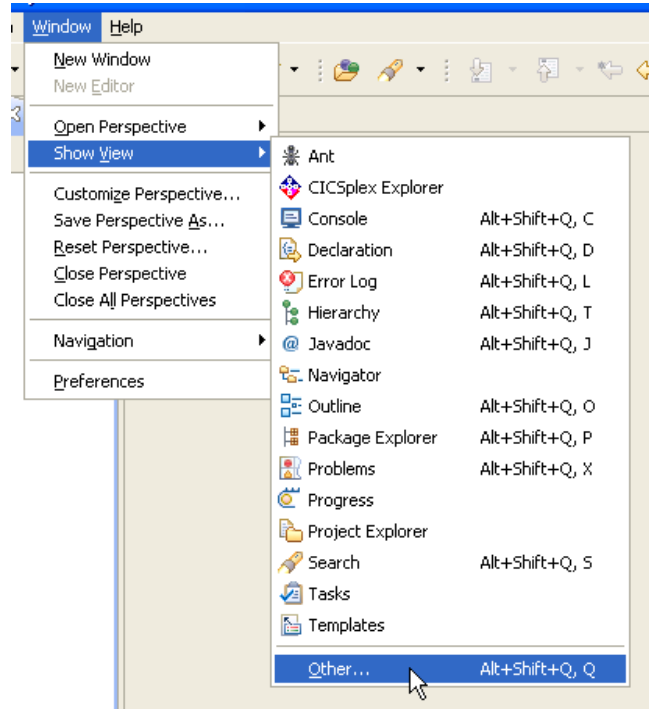 Window Help
New Window
New Editor
Open Perspective
Show View
Customize Perspective...
Save Perspective As...
Reset Perspective...
Close Perspective
Close All Perspectives
Navigation
Preferences
Ant
CICSplex Explorer
Console Alt+Shift+Q, C
Declaration Alt+Shift+Q, D
Error Log Alt+Shift+Q, L
Hierarchy Alt+Shift+Q, T
Javadoc Alt+Shift+Q, J
Navigator
Outline Alt+Shift+Q, O
Package Explorer Alt+Shift+Q, P
Problems Alt+Shift+Q, X
Progress
Project Explorer
Search Alt+Shift+Q, S
Tasks
Templates
Other... Alt+Shift+Q, Q